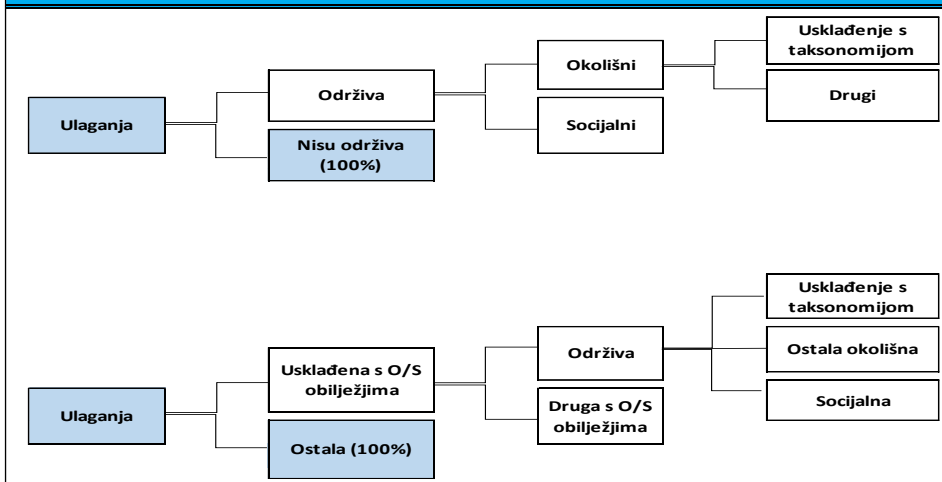 Ulaganja
Održiva
Nisu održiva
(100%)
Okolišni
Socijalni
Usklađenje s
taksonomijom
Drugi
Ulaganja
Usklađena s O/S
obilježjima
Ostala (100%)
Održiva
Druga s O/S
obilježjima
Usklađenje s
taksonomijom
Ostala okolišna
Socijalna